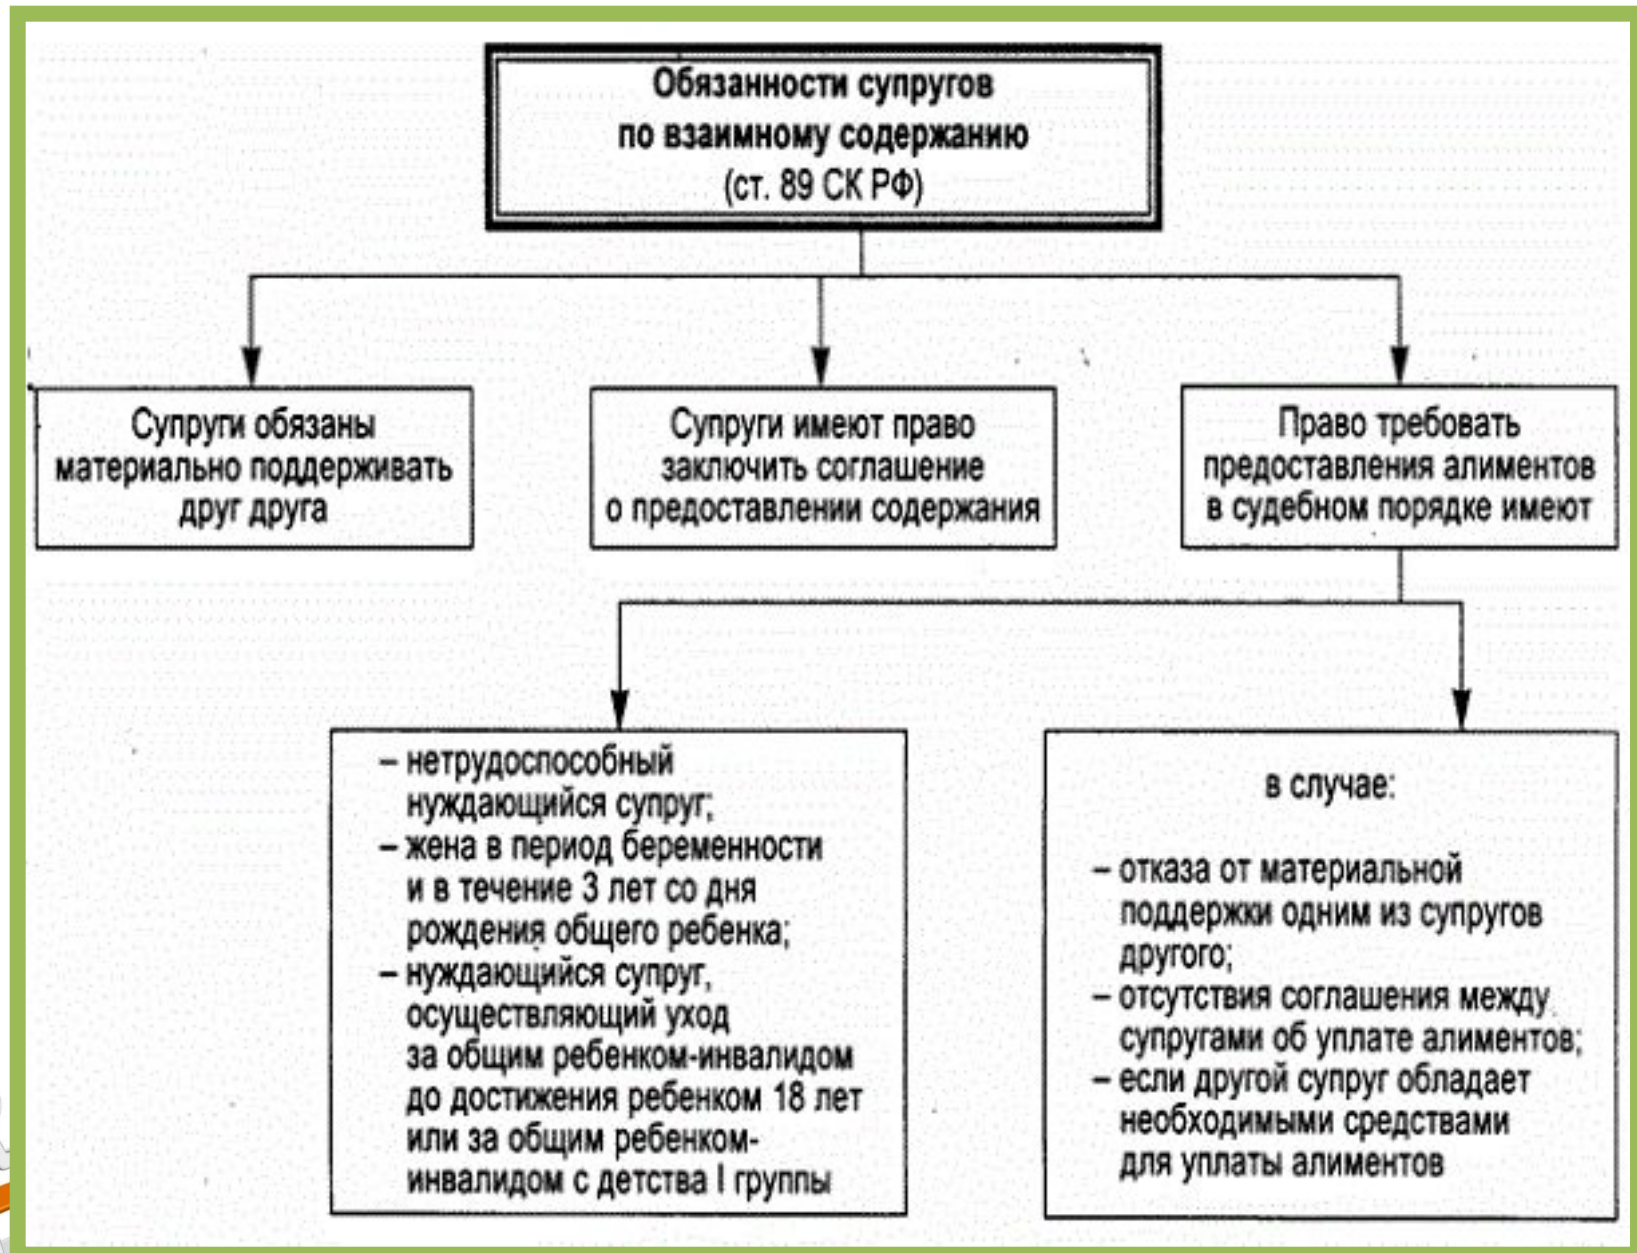 Обязанности супругов
по взаимному содержанию
(ст. 89 СК РФ)
Супруги обязаны
материально поддерживать
друг друга
Супруги имеют право
заключить соглашение
о предоставлении содержания
Право требовать
предоставления алиментов
в судебном порядке имеют
– нетрудоспособный
нуждающийся супруг;
– жена в период беременности
и в течение 3 лет со дня
рождения общего ребенка;
– нуждающийся супруг,
осуществляющий уход
за общим ребенком-инвалидом
до достижения ребенком 18 лет
или за общим ребенком-
инвалидом с детства I группы
в случае:
– отказа от материальной
поддержки одним из супругов
другого;
– отсутствия соглашения между
супругами об уплате алиментов;
– если другой супруг обладает
необходимыми средствами
для уплаты алиментов